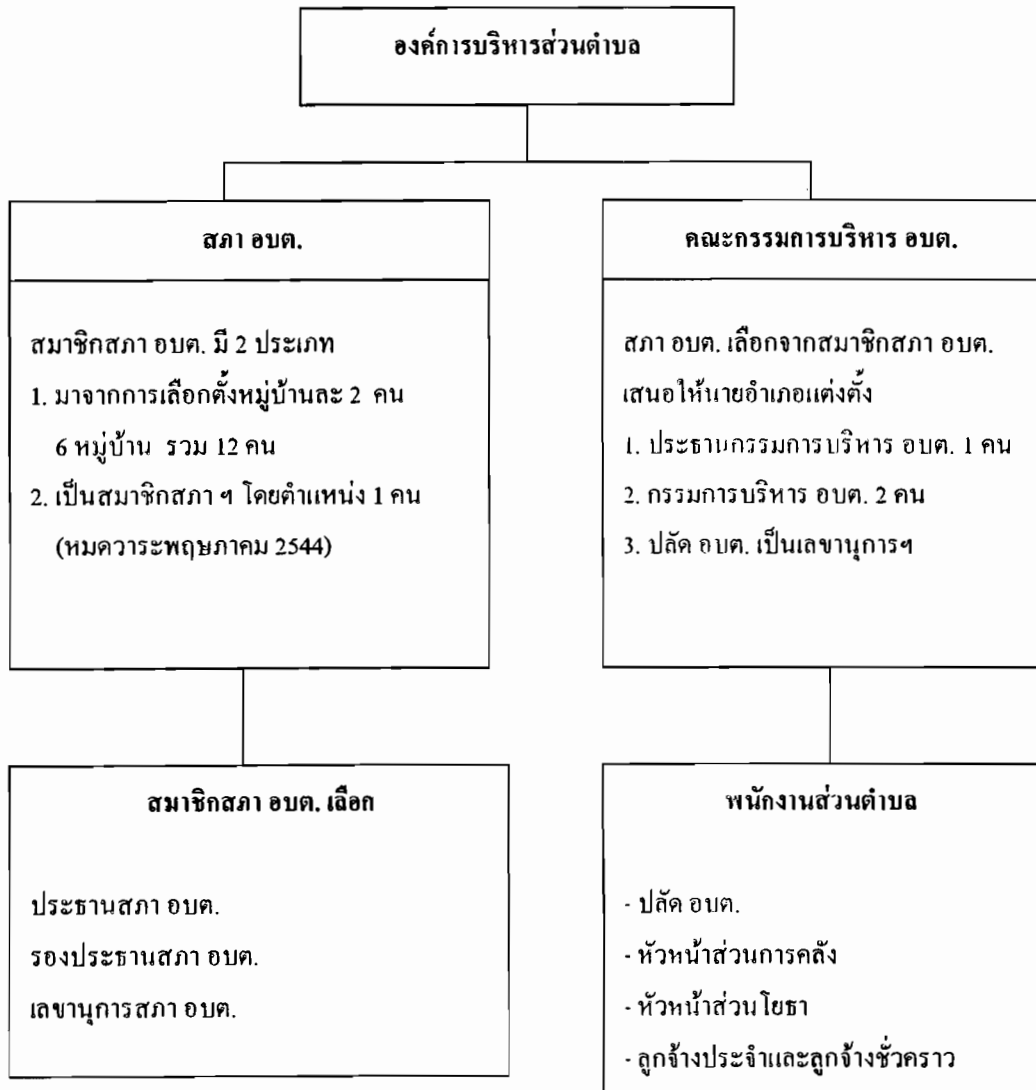 องค์การบริหารส่วนตำบล
สภา อบต.
สมาชิกสภา อบต. มี 2 ประเภท
1. มาจากการเลือกตั้งหมู่บ้านละ 2 คน
6 หมู่บ้าน รวม 12 คน
2. เป็นสมาชิกสภา ฯ โดยตำแหน่ง 1 คน
(หมดวาระพฤษภาคม 2544)
คณะกรรมการบริหาร อบต.
สภา อบต. เลือกจากสมาชิกสภา อบต.
เสนอให้นายอำเภอแต่งตั้ง
1. ประธานกรรมการบริหาร อบต. 1 คน
2. กรรมการบริหาร อบต. 2 คน
3. ปลัด อบต. เป็นเลขานุการฯ
สมาชิกสภา อบต. เลือก
ประธานสภา อบต.
รองประธานสภา อบต.
เลขานุการสภา อบต.
พนักงานส่วนตำบล
- ปลัด อบต.
- หัวหน้าส่วนการคลัง
- หัวหน้าส่วนโยธา
- ลูกจ้างประจำและลูกจ้างชั่วคราว